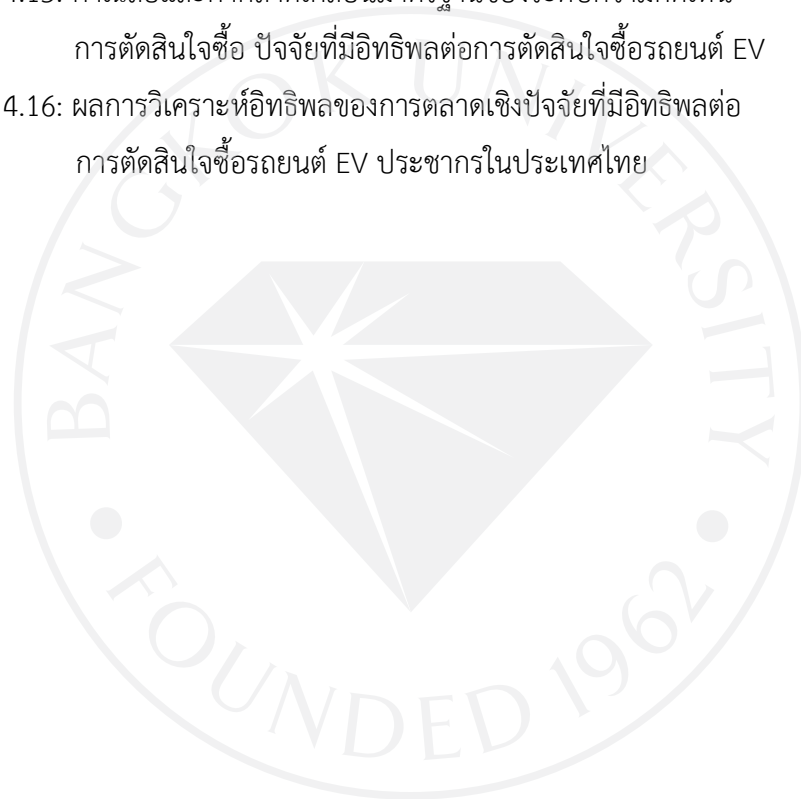 การตัดสินใจซื้อ ปัจจัยที่มีอิทธิพลต่อการตัดสินใจซื้อรถยนต์ EV
4.16: ผลการวิเคราะห์อิทธิพลของการตลาดเชิงปัจจัยที่มีอิทธิพลต่อ
การตัดสินใจซื้อรถยนต์ EV ประชากรในประเทศไทย
BANGKOK UNIVERSITY
• FOUNDED 1962 •